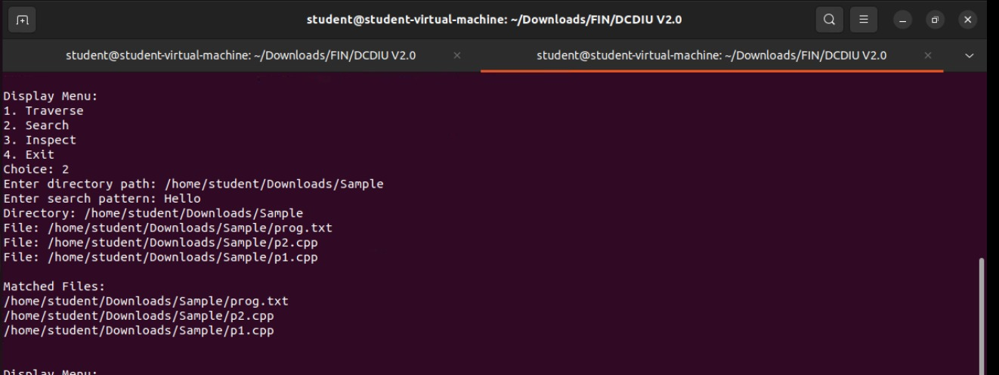 student@student-virtual-machine: ~/Downloads/FIN/DCDIU V2.0
student@student-virtual-machine: ~/Downloads/FIN/DCDIU V2.0
student@student-virtual-machine: ~/Downloads/FIN/DCDIU V2.0
Display Menu:
1. Traverse
2. Search
3. Inspect
4. Exit
Choice: 2
Enter directory path: /home/student/Downloads/Sample
Enter search pattern: Hello
Directory: /home/student/Downloads/Sample
File: /home/student/Downloads/Sample/prog.txt
File: /home/student/Downloads/Sample/p2.cpp
File: /home/student/Downloads/Sample/p1.cpp
Matched Files:
/home/student/Downloads/Sample/prog.txt
/home/student/Downloads/Sample/p2.cpp
/home/student/Downloads/Sample/p1.cpp
Display Menu: